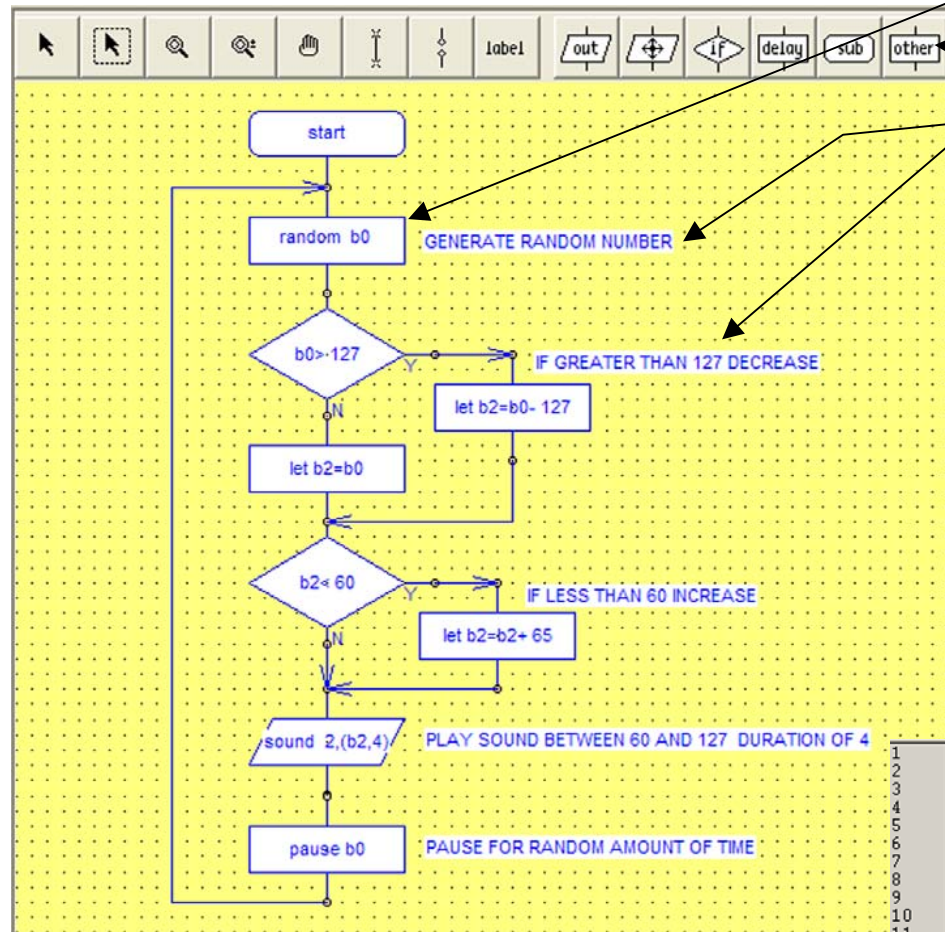 label out if delay sub other
start
random b0
GENERATE RANDOM NUMBER
b0> 127
Y
IF GREATER THAN 127 DECREASE
let b2=b0- 127
N
let b2=b0
b2< 60
Y
IF LESS THAN 60 INCREASE
let b2=b2+ 65
N
sound 2,(b2,4)
PLAY SOUND BETWEEN 60 AND 127 DURATION OF 4
pause b0
PAUSE FOR RANDOM AMOUNT OF TIME
1
2
3
4
5
6
7
8
9
10
11